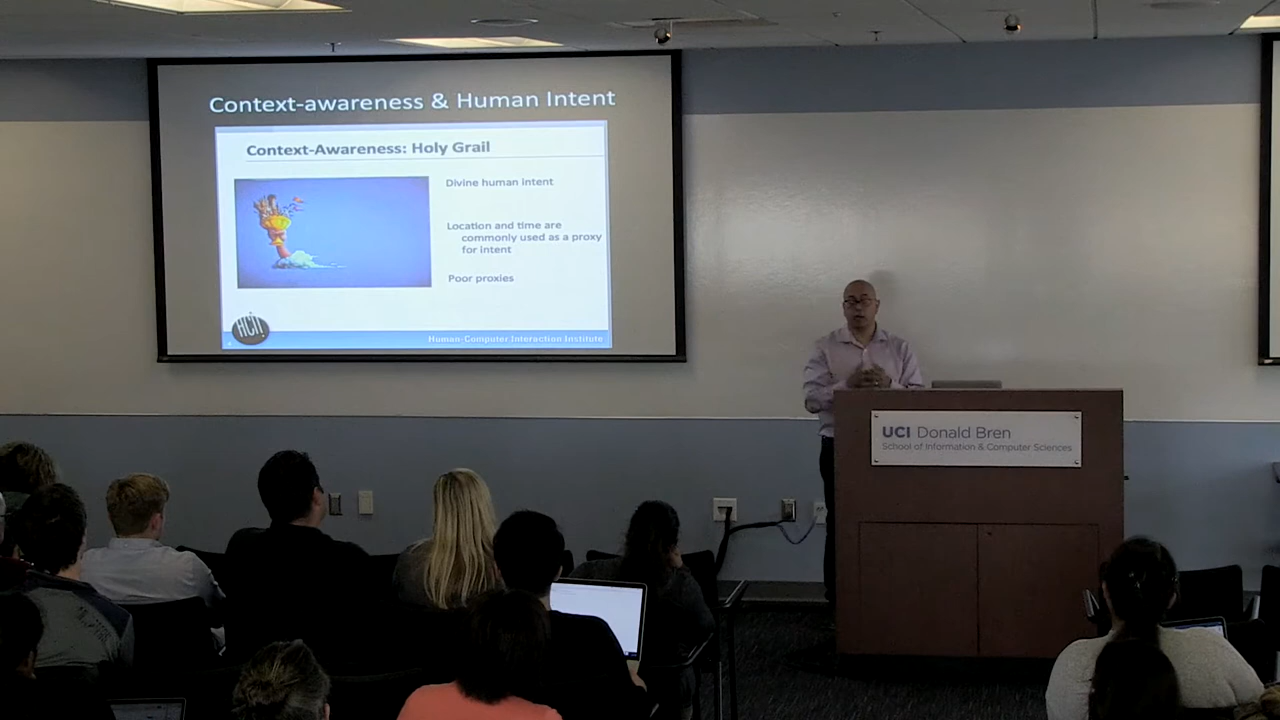 Context-awareness & Human Intent
Context-Awareness: Holy Grail
Divine human intent
Location and time are
commonly used as a proxy
for intent
Poor proxies
HCII
Human-Computer Interaction Institute
UCI Donald Bren
School of Information & Computer Sciences